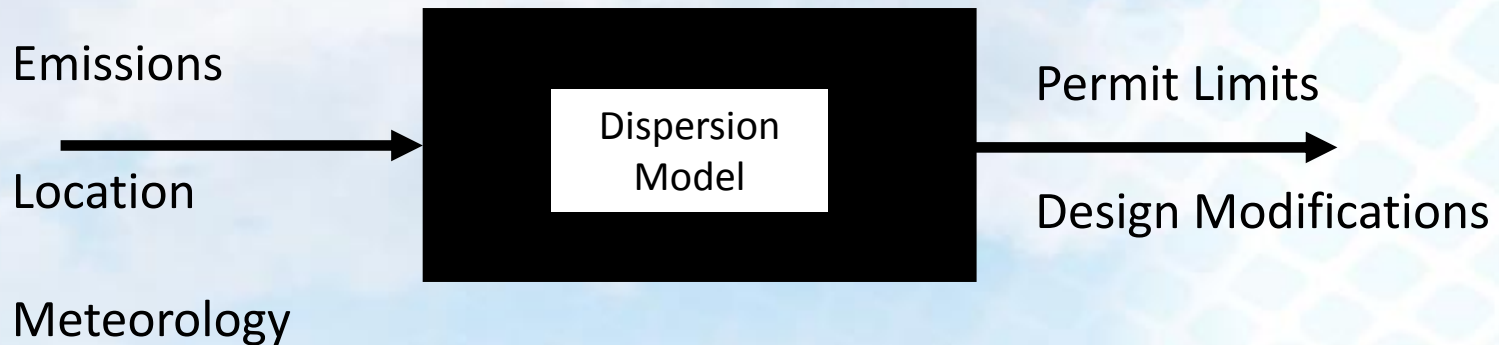 Emissions
Location
Meteorology
Dispersion
Model
Permit Limits
Design Modifications